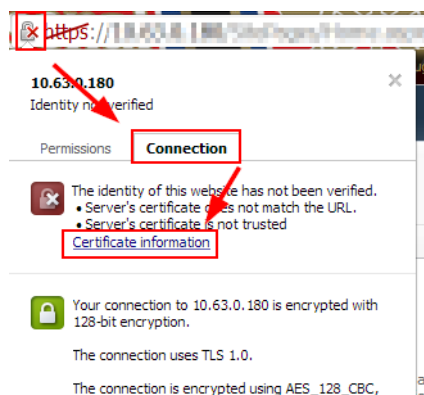 https://
10.63.0.180
Identity not verified
Permissions
Connection
The identity of this website has not been verified.
• Server's certificate does not match the URL.
• Server's certificate is not trusted
Certificate information
Your connection to 10.63.0.180 is encrypted with
128-bit encryption.
The connection uses TLS 1.0.
The connection is encrypted using AES_128_CBC,